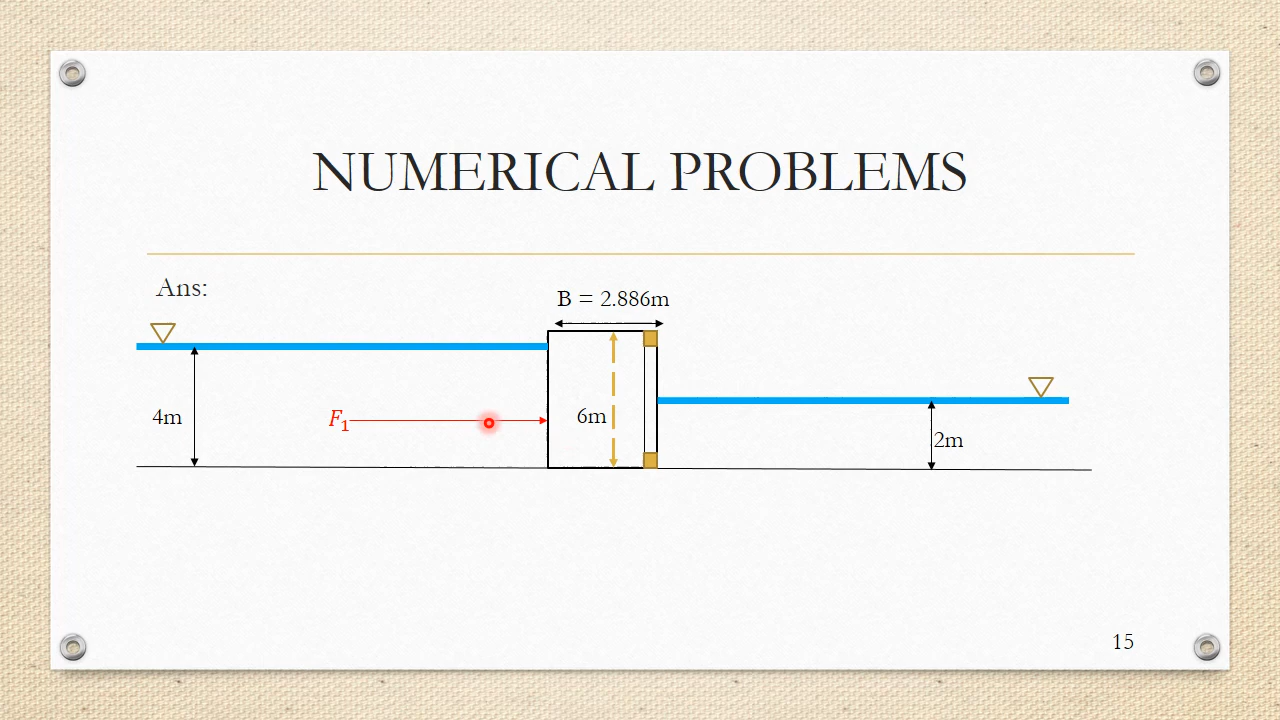 NUMERICAL PROBLEMS
Ans:
B = 2.886m
4m
F₁
6m
2m
15